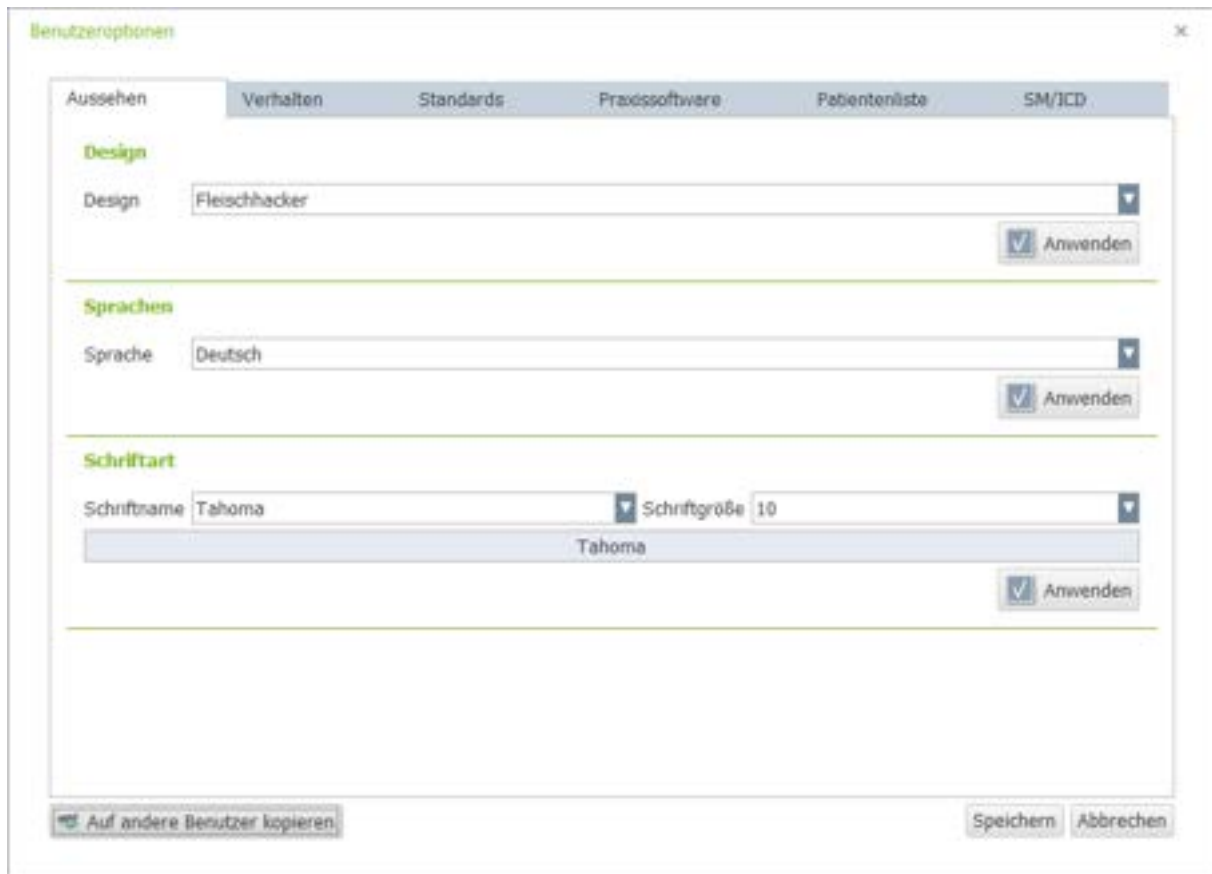 Benutzeroptionen
Aussehen Verhalten Standards Praxissoftware Patientenliste SM/ICD
Design
Design Fleischhacker
Anwenden
Sprachen
Sprache Deutsch
Anwenden
Schriftart
Schriftname Tahoma Schriftgröße 10
Tahoma
Anwenden
Auf andere Benutzer kopieren Speichern Abbrechen